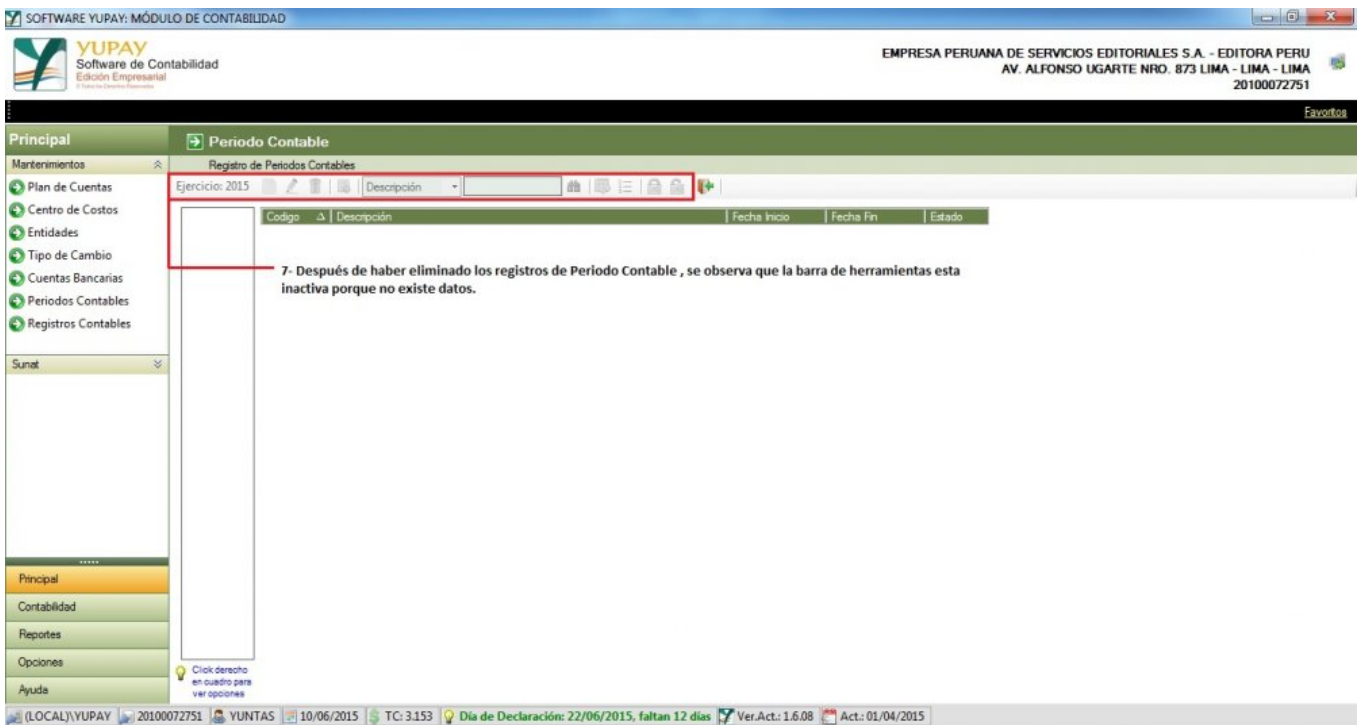 SOFTWARE YUPAY: MÓDULO DE CONTABILIDAD
YUPAY
Software de Contabilidad
Edición Empresarial
EMPRESA PERUANA DE SERVICIOS EDITORIALES S.A. - EDITORA PERU
AV. ALFONSO UGARTE NRO. 873 LIMA - LIMA - LIMA
20100072751
Favoritos
Principal
Periodo Contable
Mantenimientos
Registro de Periodos Contables
Plan de Cuentas
Centro de Costos
Entidades
Tipo de Cambio
Cuentas Bancarias
Periodos Contables
Registros Contables
Sunat
Ejercicio: 2015
Descripción
Codigo
Descripción
Fecha Inicio
Fecha Fin
Estado
7- Después de haber eliminado los registros de Periodo Contable , se observa que la barra de herramientas esta
inactiva porque no existe datos.
Principal
Contabilidad
Reportes
Opciones
Ayuda
Click derecho
en cuadro para
ver opciones
(LOCAL)\YUPAY
20100072751
YUNTAS
10/06/2015
TC: 3.153
Día de Declaración: 22/06/2015, faltan 12 días
Ver.Act.: 1.6.08
Act.: 01/04/2015